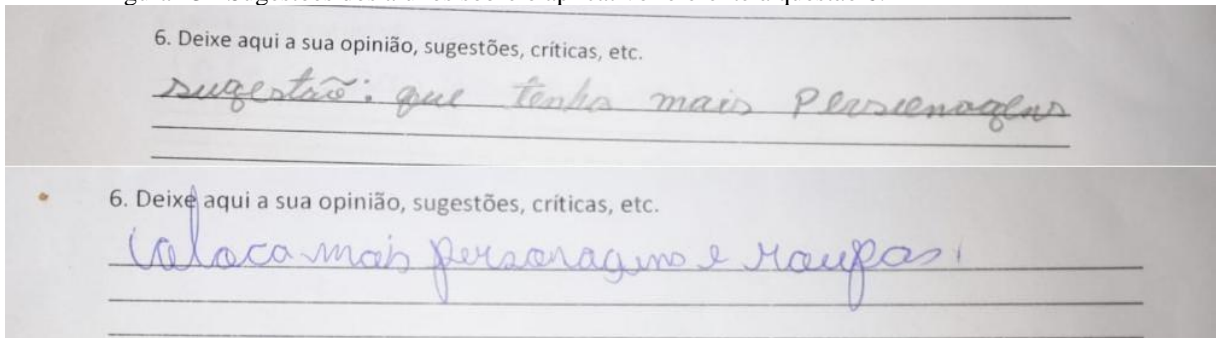 6. Deixe aqui a sua opinião, sugestões, críticas, etc.
sugestão: que tenha mais Personagens
6. Deixe aqui a sua opinião, sugestões, críticas, etc.
Coloca mais personagens e roupas.